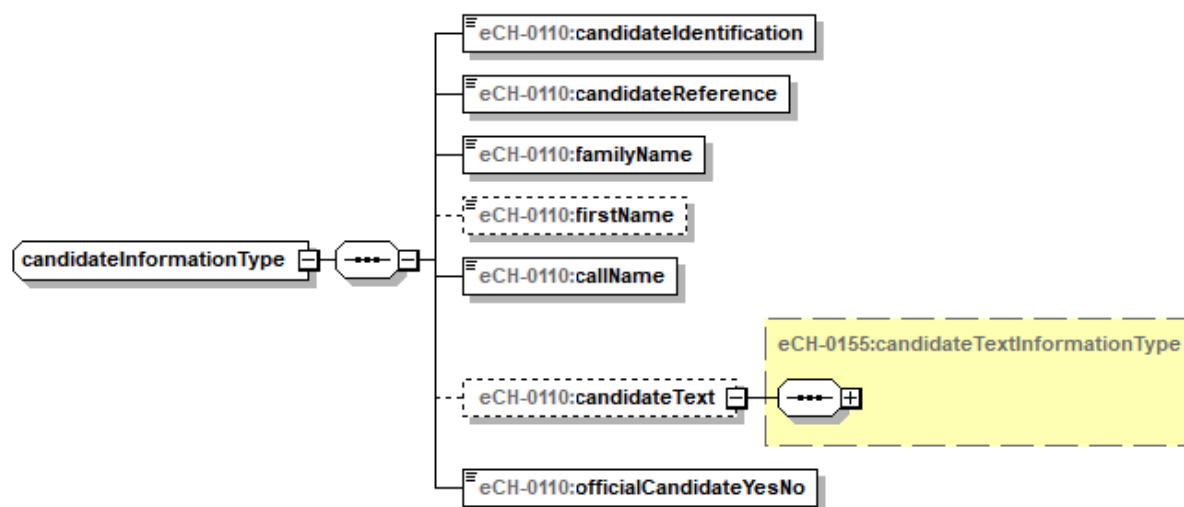 eCH-0110:candidateIdentification
eCH-0110:candidateReference
eCH-0110:familyName
eCH-0110:firstName
candidateInformationType
eCH-0110:callName
eCH-0155:candidateTextInformationType
eCH-0110:candidateText
eCH-0110:officialCandidateYesNo